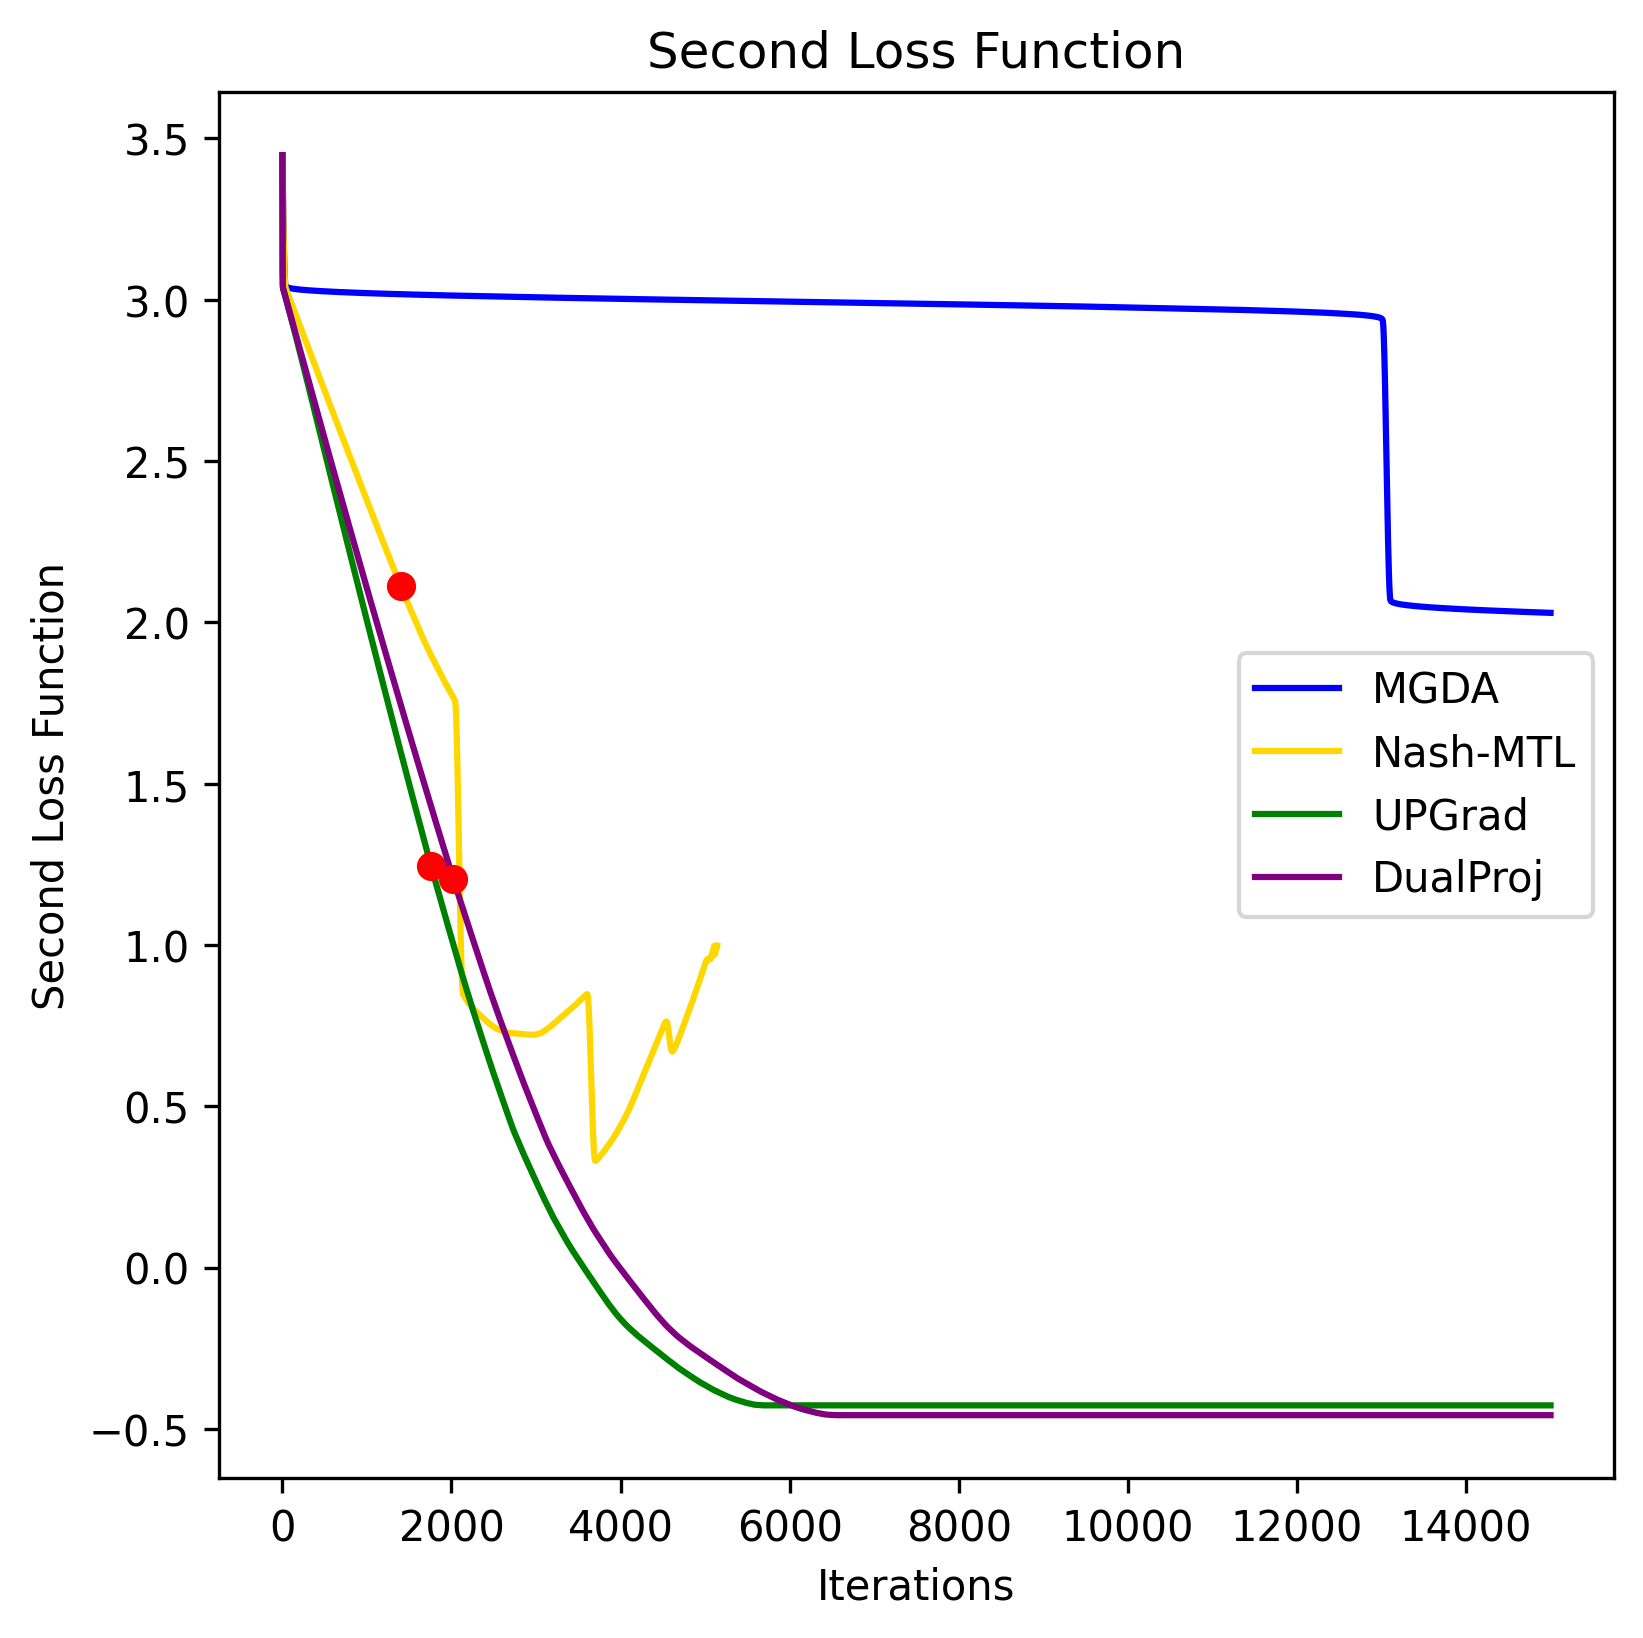 Second Loss Function
3.5
3.0
2.5
2.0
1.5
1.0
0.5
0.0
−0.5
Second Loss Function
MGDA
Nash-MTL
UPGrad
DualProj
0 2000 4000 6000 8000 10000 12000 14000
Iterations